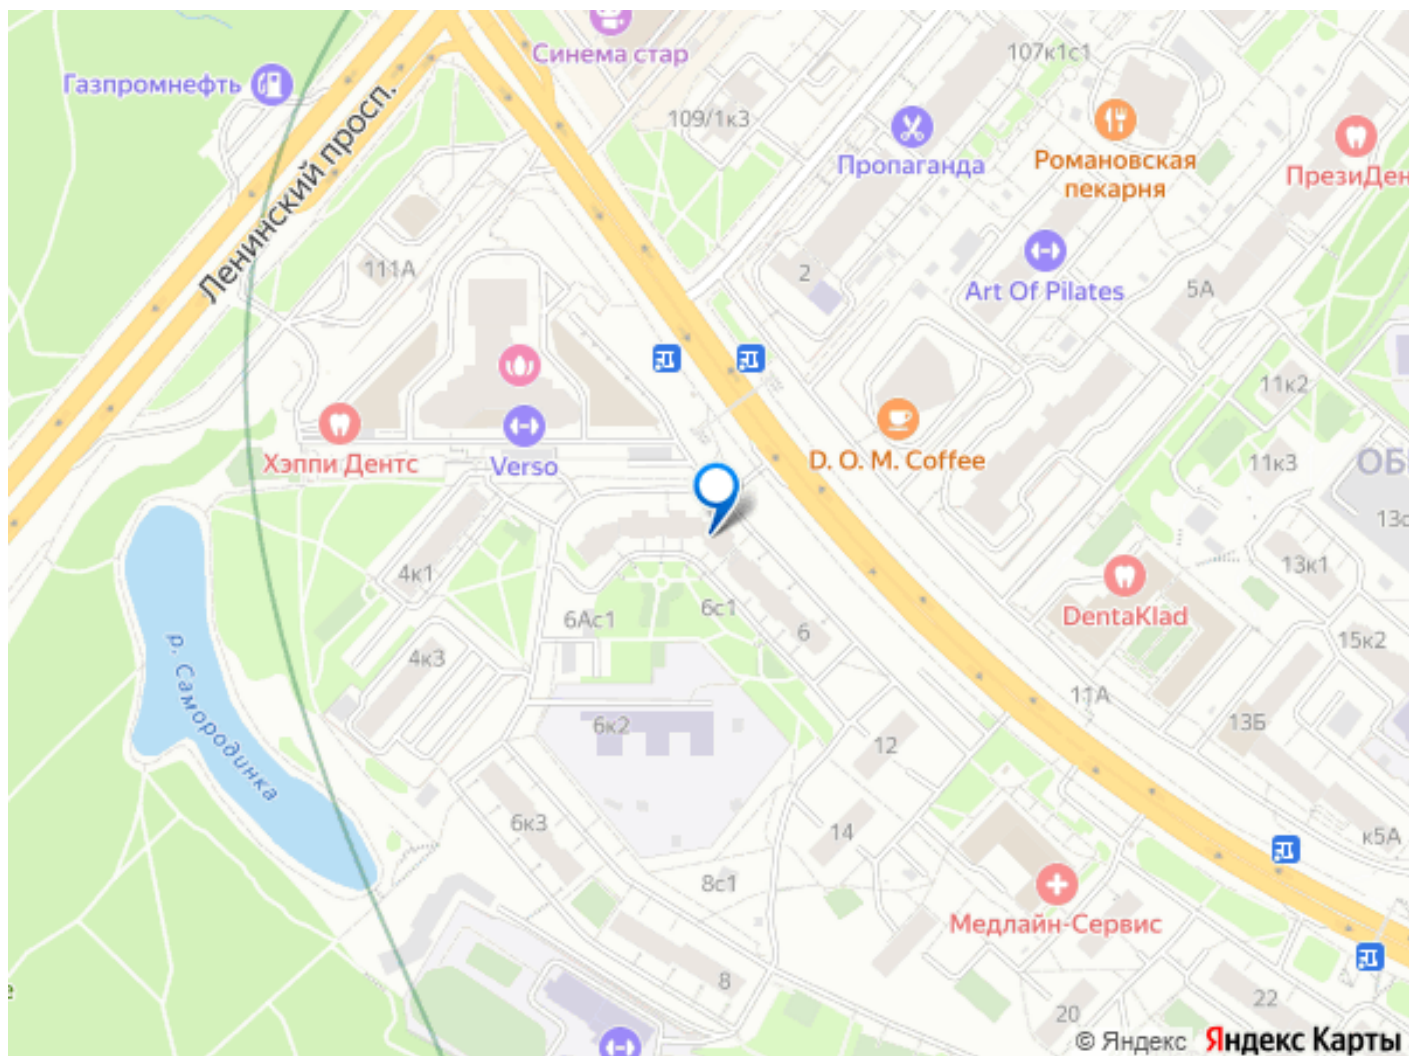 Синема стар
107к1с1
Газпромнефть
109/1к3
Пропаганда
Романовская
пекарня
ПрезиДен
Ленинский просп.
111А
2
Art Of Pilates
5А
11к2
Хэппи Дентс
Verso
D. O. M. Coffee
11к3
ОБ
13с
4к1
13к1
6Ас1
6с1
6
DentaKlad
4к3
15к2
р. Самородинка
11А
6к2
12
13Б
6к3
14
к5А
8с1
Медлайн-Сервис
8
20
22
е
© Яндекс Яндекс Карты